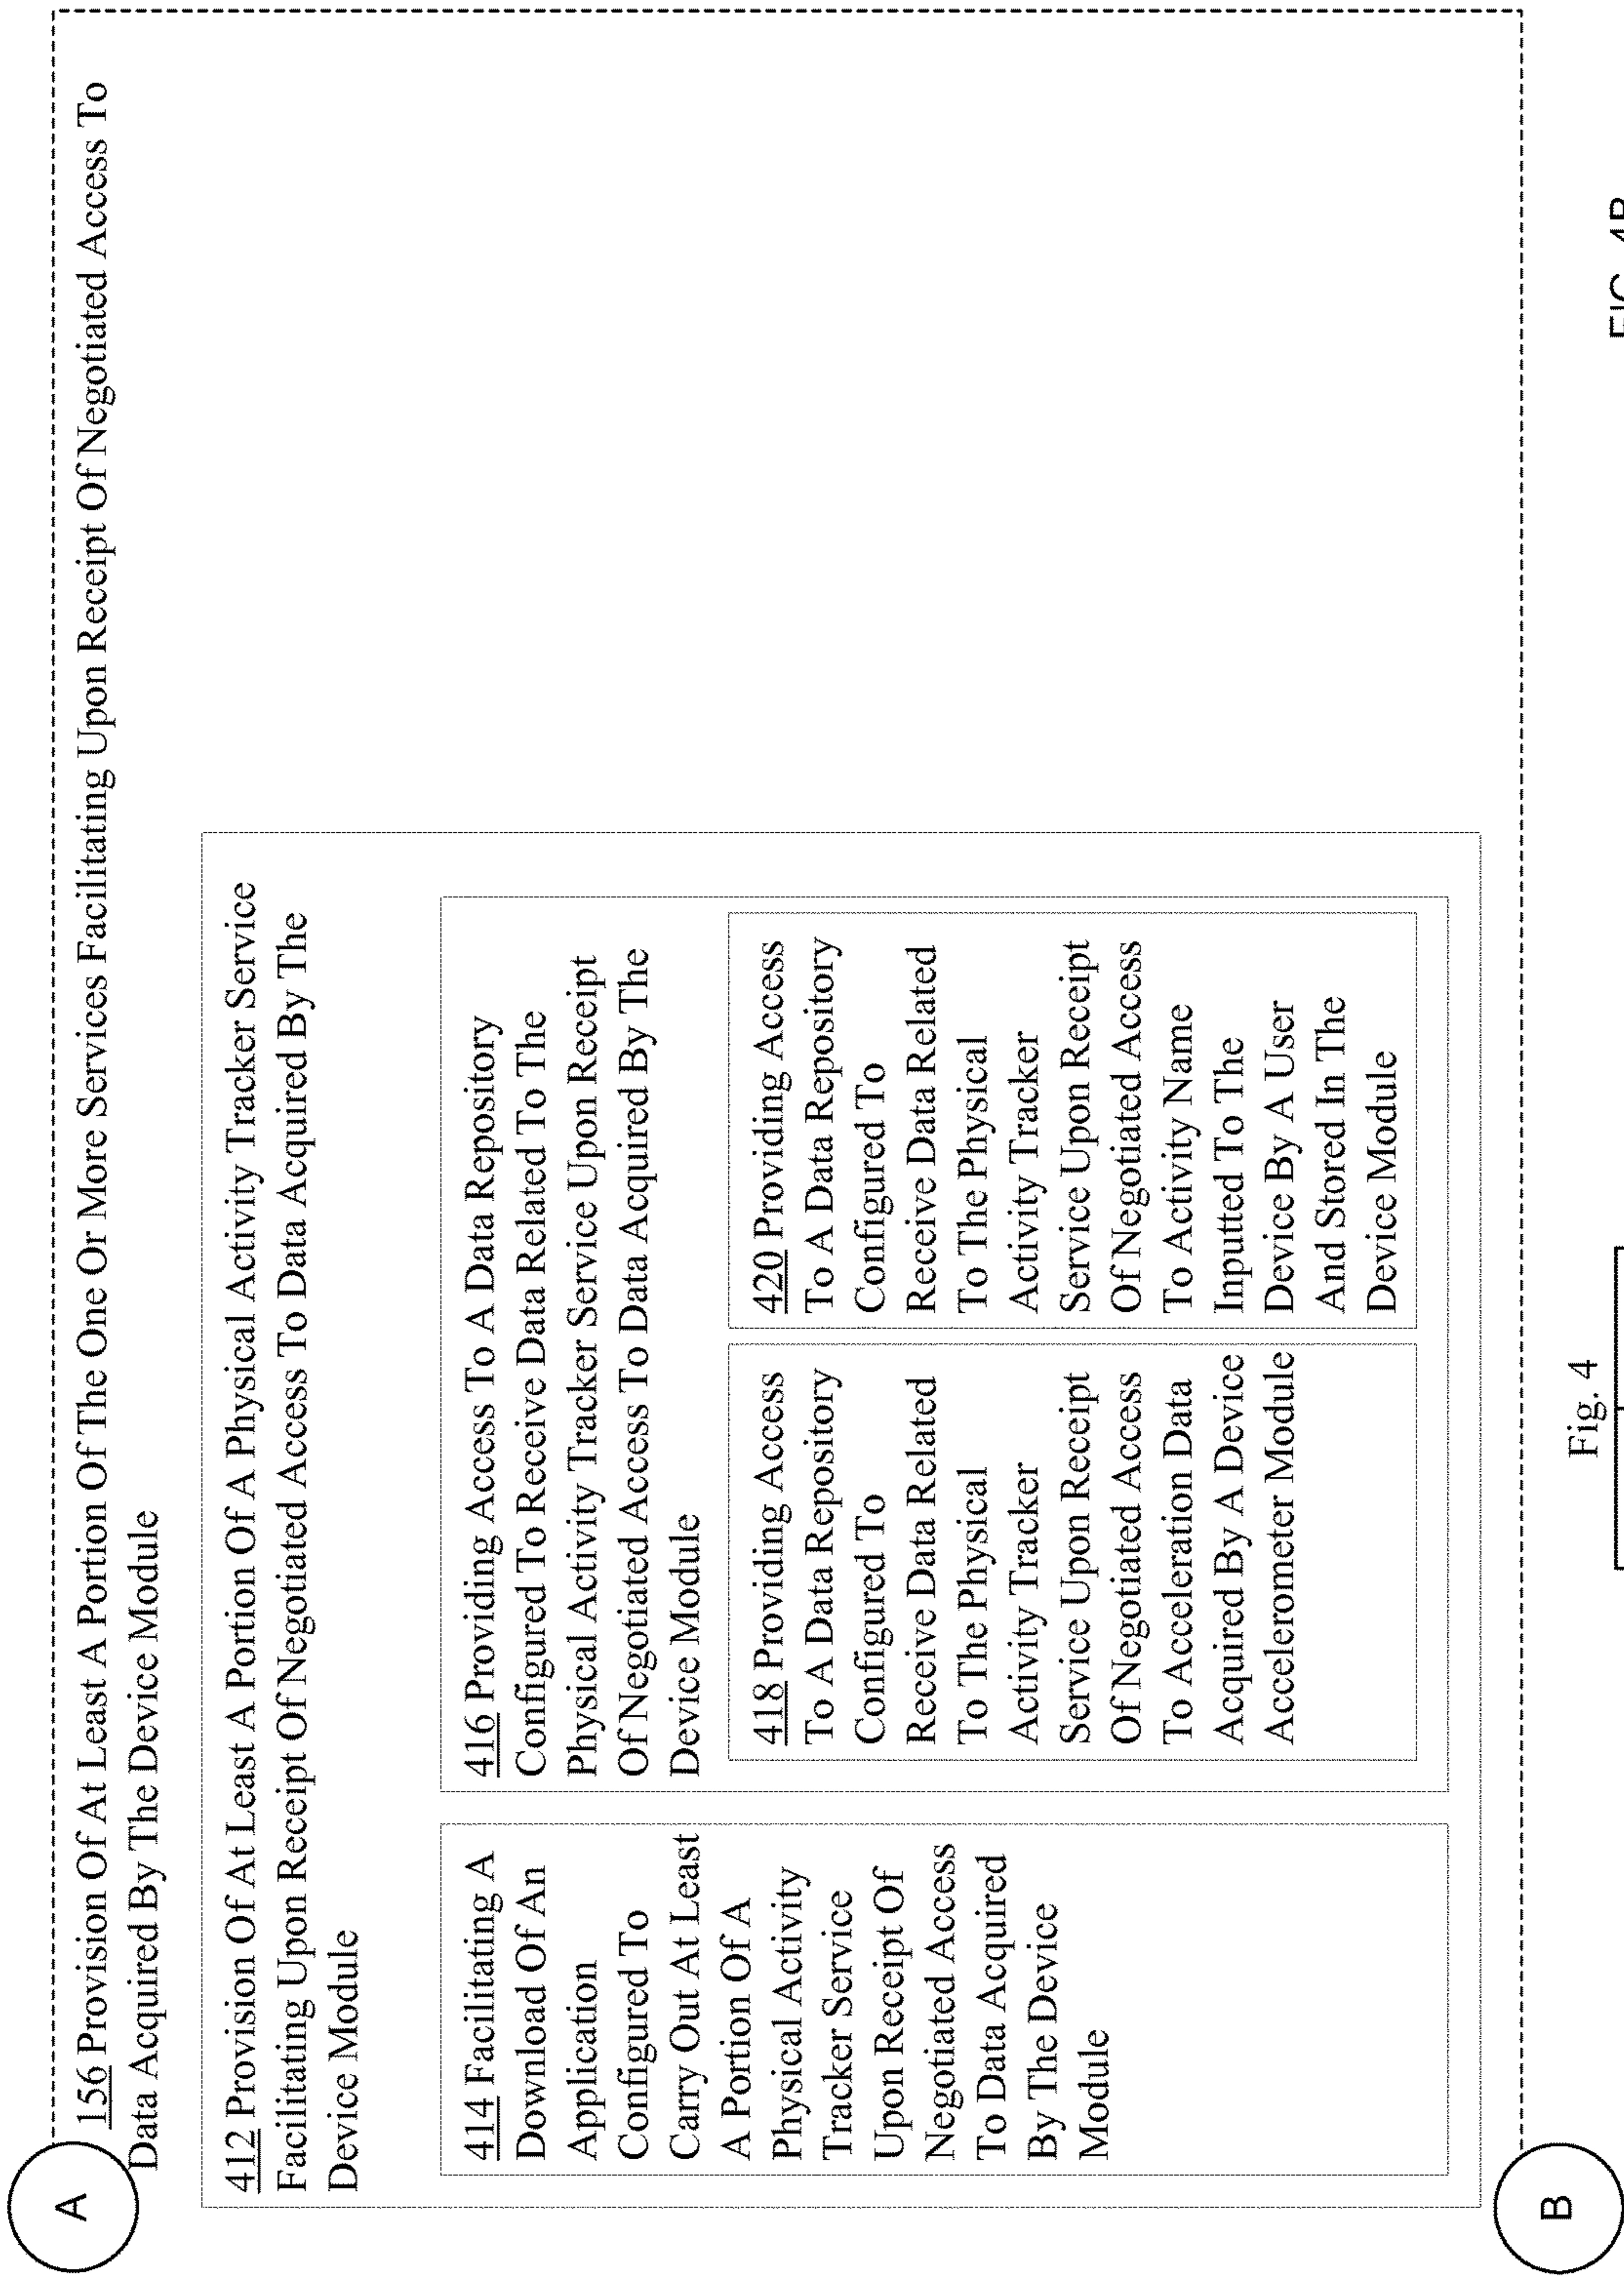 A
156 Provision Of At Least A Portion Of The One Or More Services Facilitating Upon Receipt Of Negotiated Access To
Data Acquired By The Device Module
412 Provision Of At Least A Portion Of A Physical Activity Tracker Service
Facilitating Upon Receipt Of Negotiated Access To Data Acquired By The
Device Module
414 Facilitating A
Download Of An
Application
Configured To
Carry Out At Least
A Portion Of A
Physical Activity
Tracker Service
Upon Receipt Of
Negotiated Access
To Data Acquired
By The Device
Module
416 Providing Access To A Data Repository
Configured To Receive Data Related To The
Physical Activity Tracker Service Upon Receipt
Of Negotiated Access To Data Acquired By The
Device Module
418 Providing Access
To A Data Repository
Configured To
Receive Data Related
To The Physical
Activity Tracker
Service Upon Receipt
Of Negotiated Access
To Acceleration Data
Acquired By A Device
Accelerometer Module
420 Providing Access
To A Data Repository
Configured To
Receive Data Related
To The Physical
Activity Tracker
Service Upon Receipt
Of Negotiated Access
To Activity Name
Inputted To The
Device By A User
And Stored In The
Device Module
B
Fig. 4
FIG. 4B